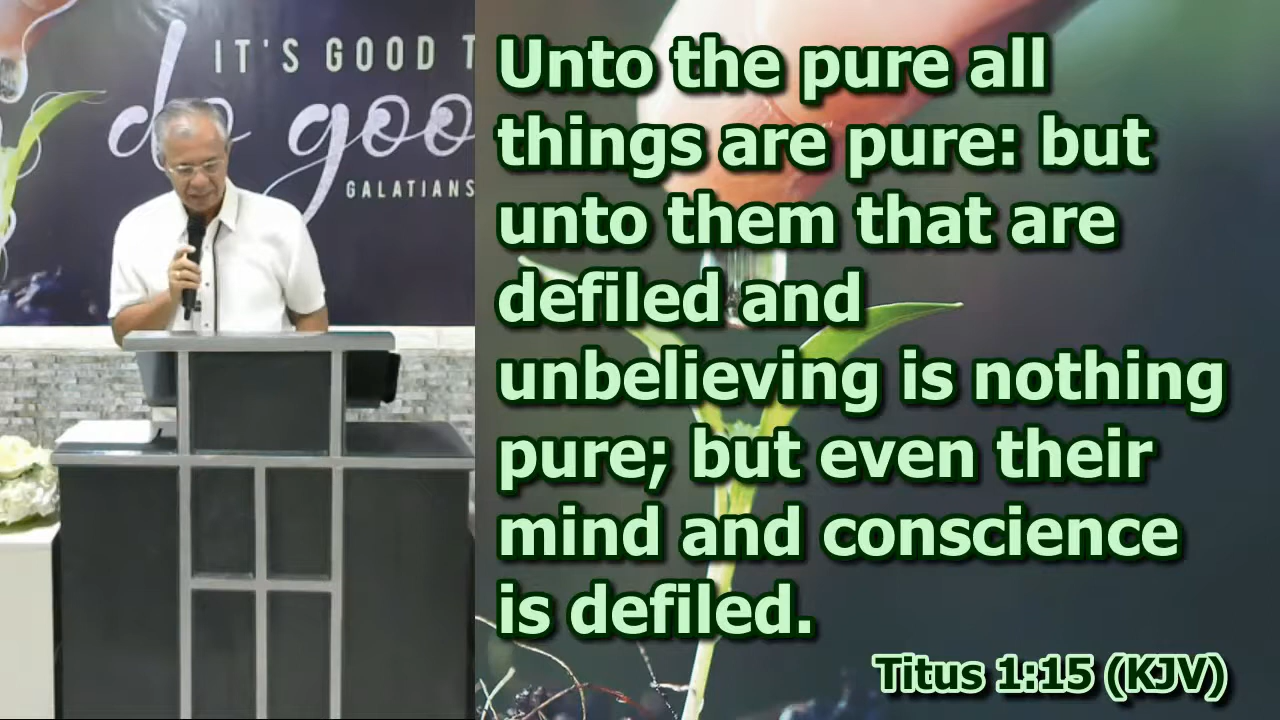 IT'S GOOD T
do goo
GALATIANS
Unto the pure all
things are pure: but
unto them that are
defiled and
unbelieving is nothing
pure; but even their
mind and conscience
is defiled.
Titus 1:15 (KJV)